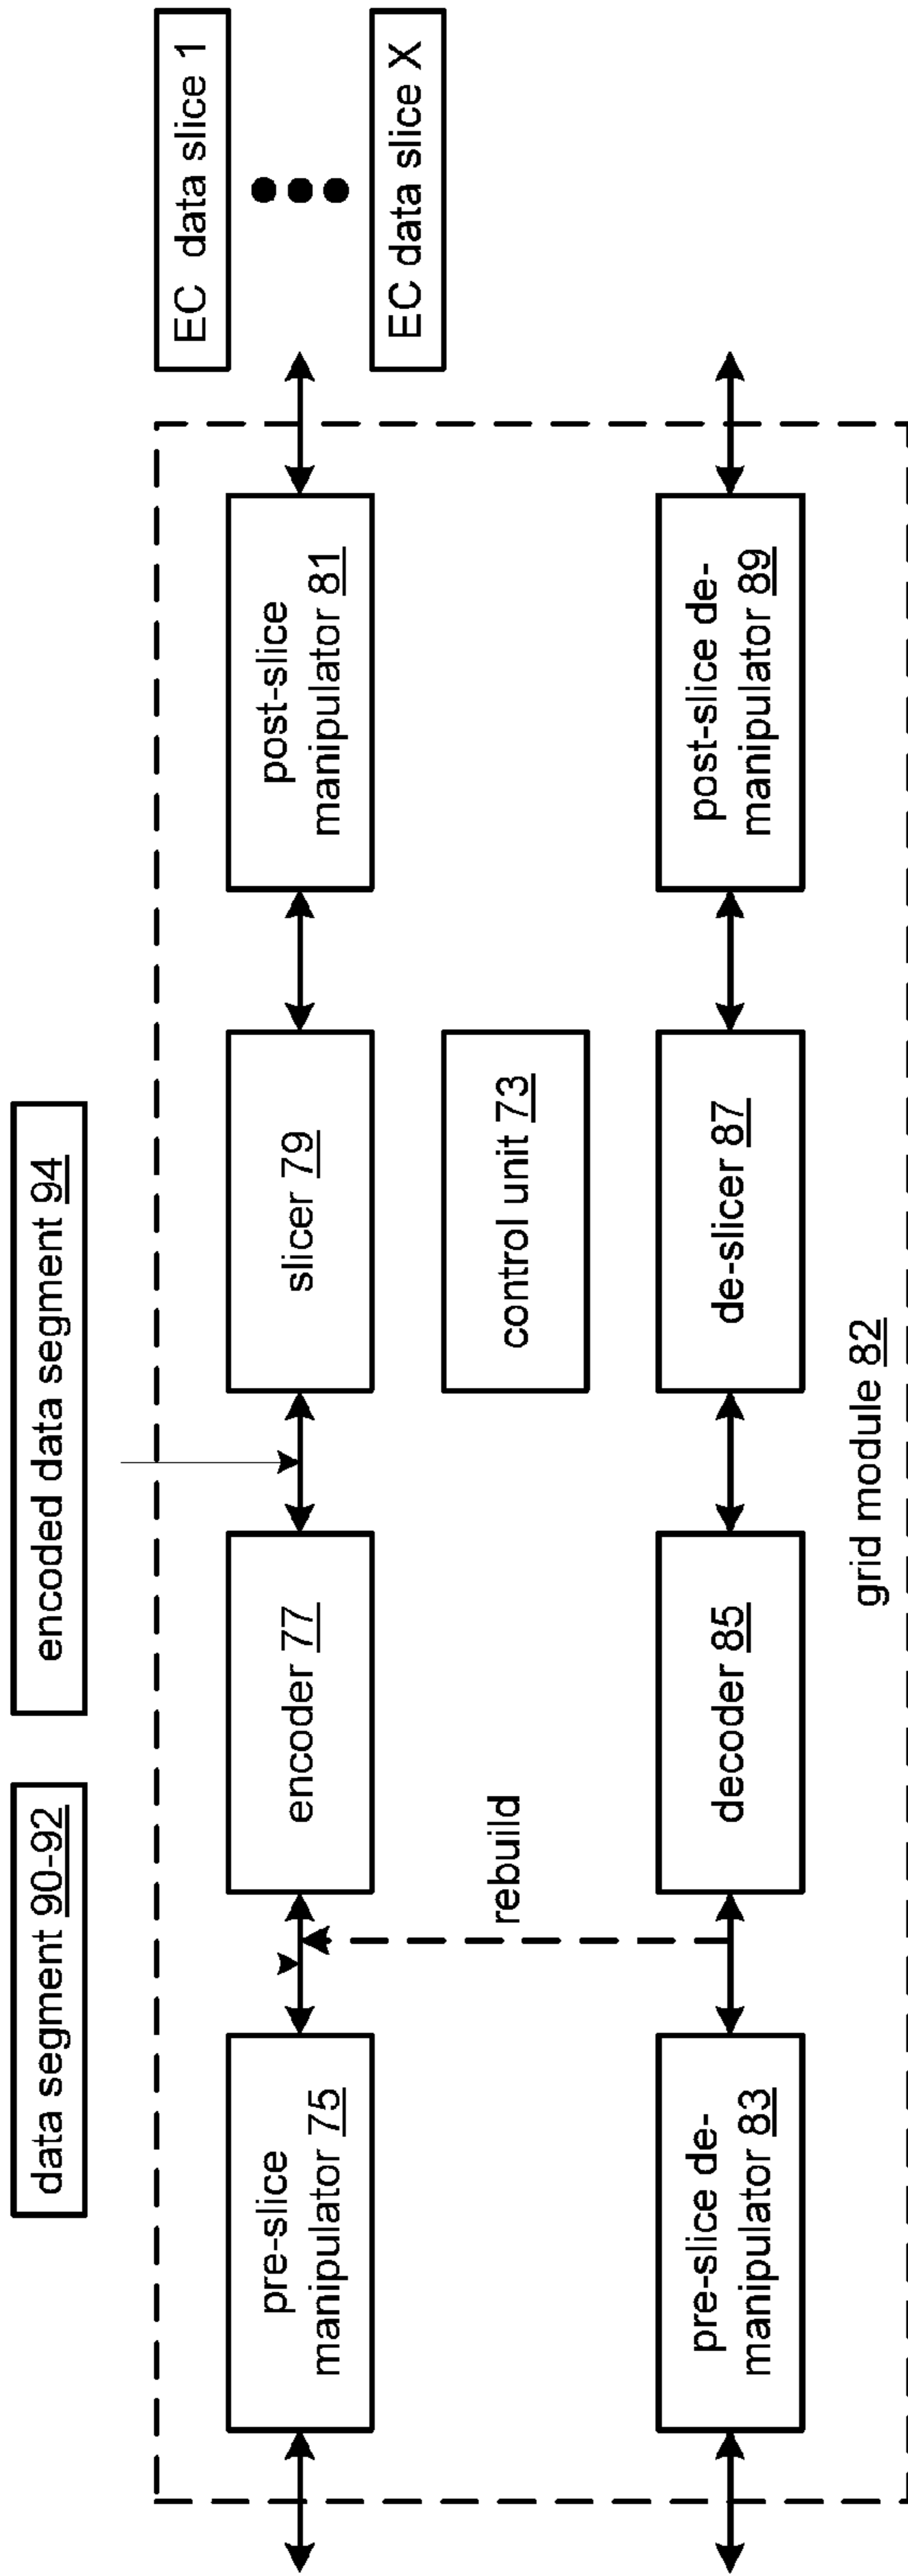 data segment 90-92
encoded data segment 94
EC data slice 1
EC data slice X
pre-slice
manipulator 75
encoder 77
slicer 79
post-slice
manipulator 81
rebuild
control unit 73
pre-slice de-
manipulator 83
decoder 85
de-slicer 87
post-slice de-
manipulator 89
grid module 82